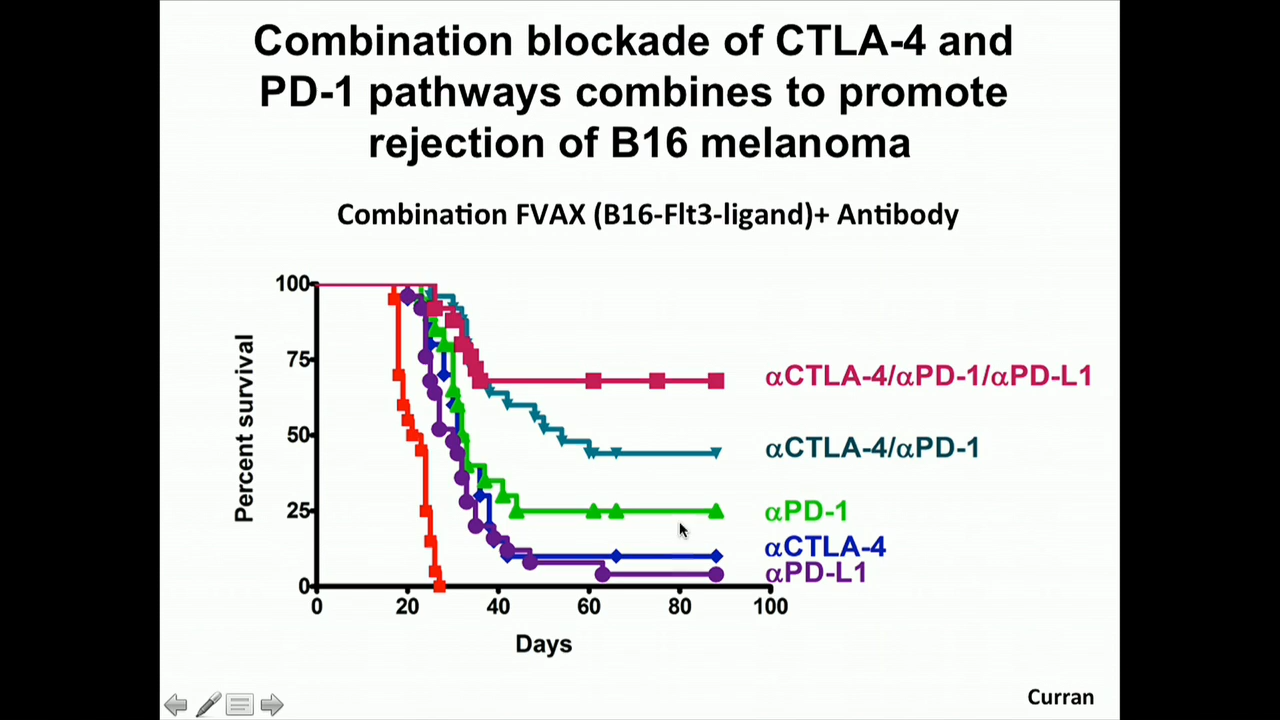 Combination blockade of CTLA-4 and
PD-1 pathways combines to promote
rejection of B16 melanoma
Combination FVAX (B16-Flt3-ligand)+ Antibody
Percent survival
100
75
50
25
0
0 20 40 60 80 100
Days
αCTLA-4/αPD-1/αPD-L1
αCTLA-4/αPD-1
αPD-1
αCTLA-4
αPD-L1
Curran